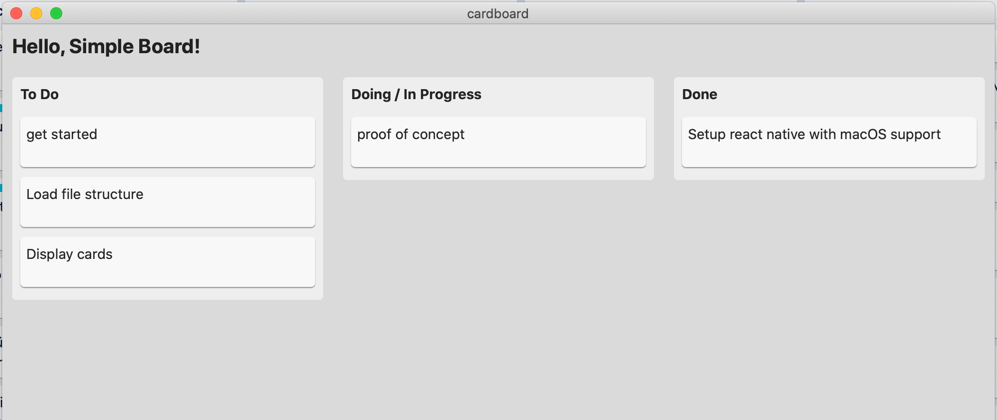 cardboard
Hello, Simple Board!
To Do
get started
Load file structure
Display cards
Doing / In Progress
proof of concept
Done
Setup react native with macOS support